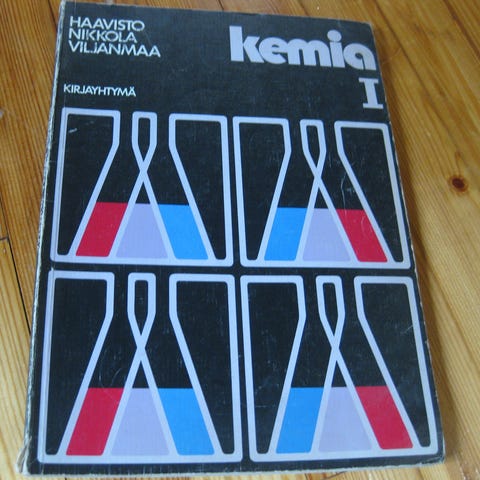 HAAVISTO
NIKKOLA
VILJANMAA
kemia
I
KIRJAYHTYMÄ